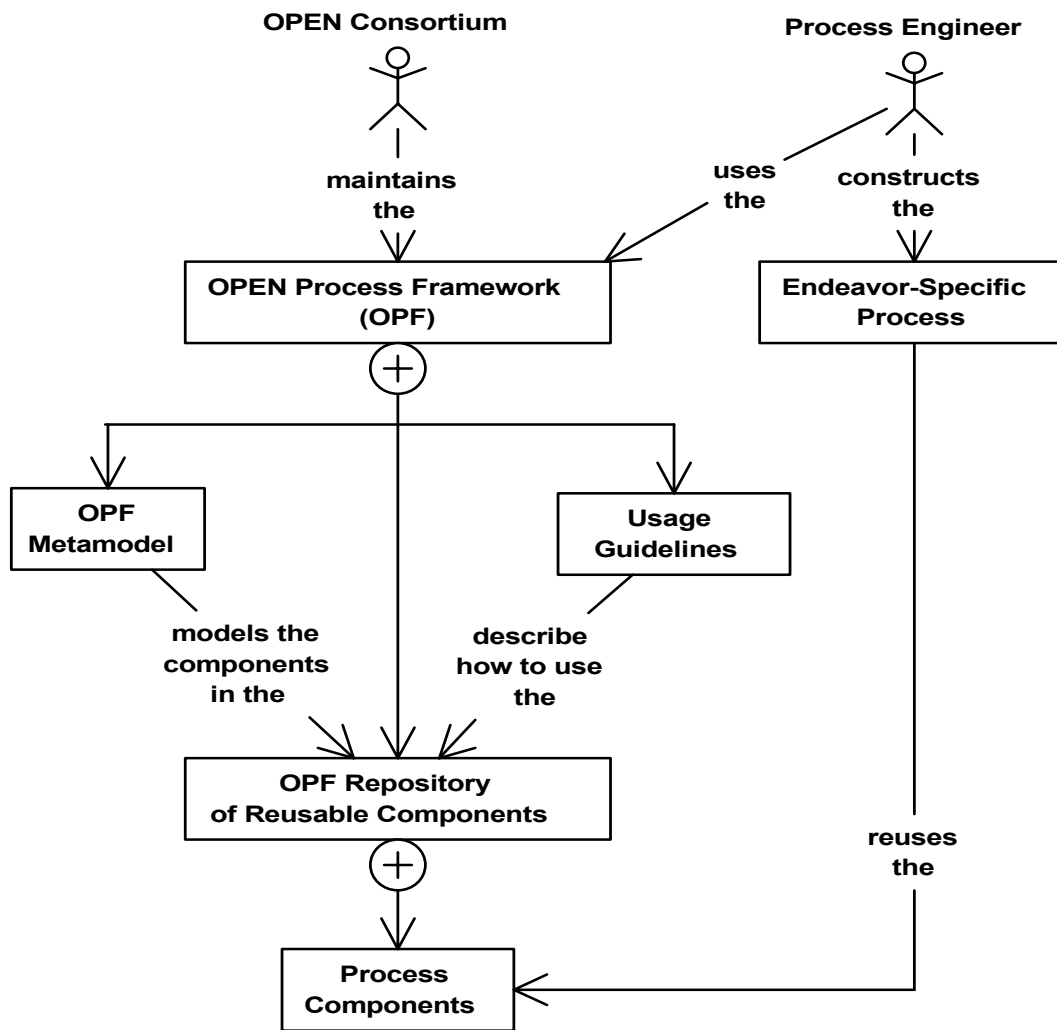 OPEN Consortium
Process Engineer
maintains
the
uses
the
constructs
the
OPEN Process Framework
(OPF)
Endeavor-Specific
Process
OPF
Metamodel
Usage
Guidelines
models the
components
in the
describe
how to use
the
OPF Repository
of Reusable Components
reuses
the
Process
Components